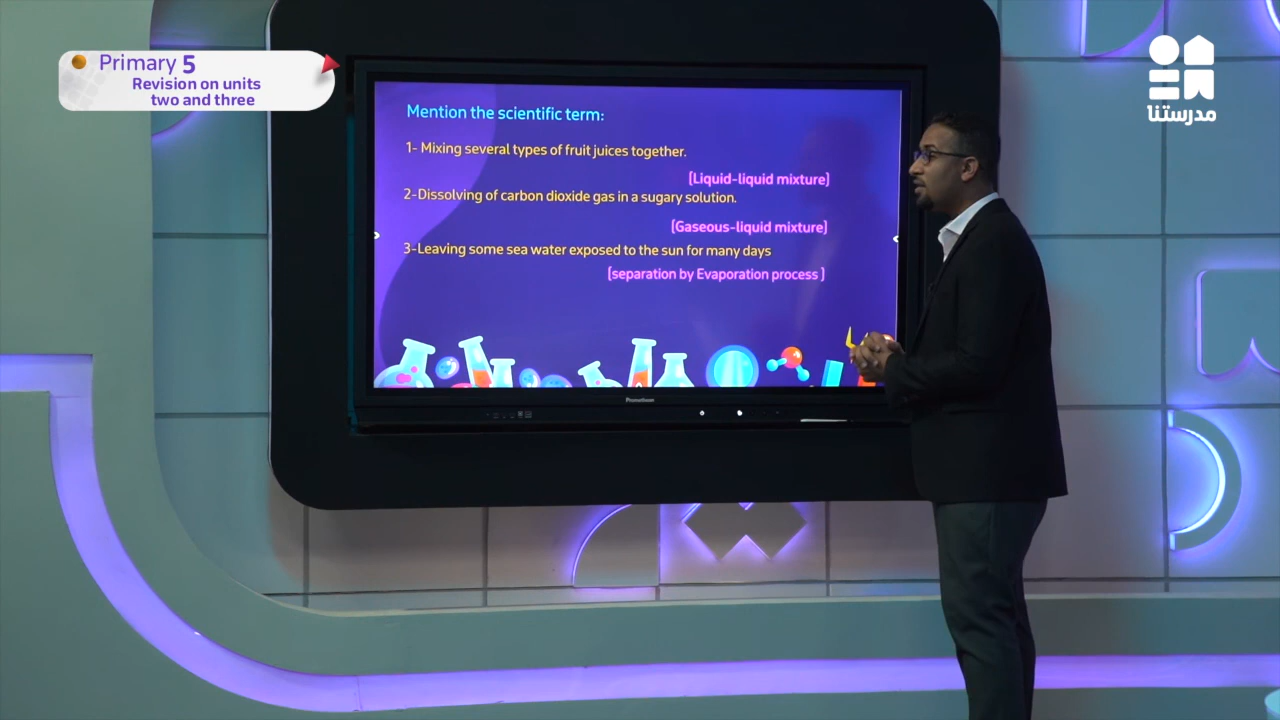 Primary 5
Revision on units
two and three
مدرستنا
Mention the scientific term:
1- Mixing several types of fruit juices together.
(Liquid-liquid mixture)
2-Dissolving of carbon dioxide gas in a sugary solution.
(Gaseous-liquid mixture)
3-Leaving some sea water exposed to the sun for many days
(separation by Evaporation process )
Promethean